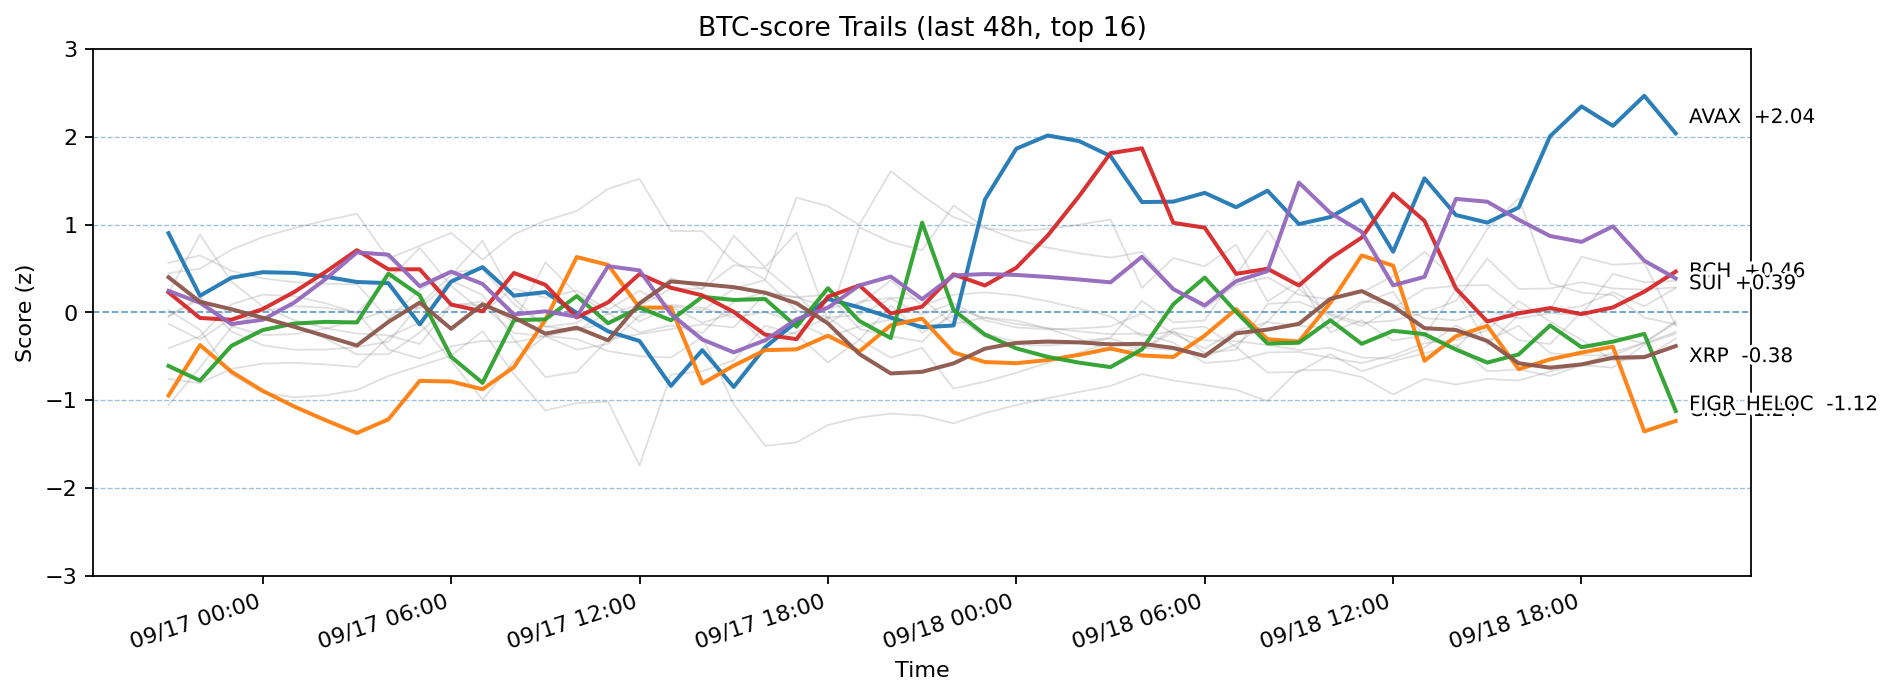 BTC-score Trails (last 48h, top 16)
3
2
1
0
−1
−2
−3
Score (z)
AVAX +2.04
BCH +0.46
SUI +0.39
XRP -0.38
FIGR_HELOC -1.12
09/17 00:00
09/17 06:00
09/17 12:00
09/17 18:00
09/18 00:00
09/18 06:00
09/18 12:00
09/18 18:00
Time